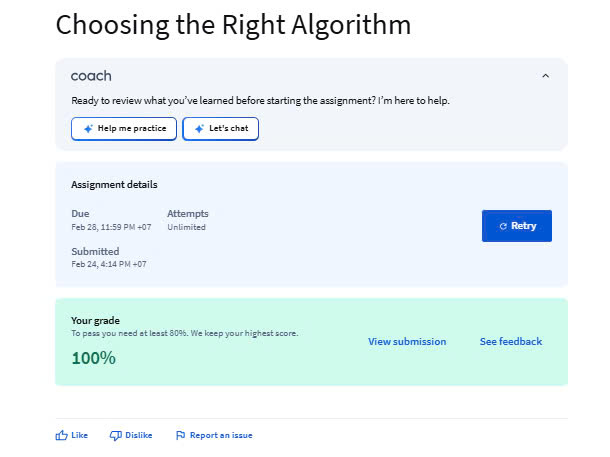 Choosing the Right Algorithm
coach
Ready to review what you've learned before starting the assignment? I'm here to help.
Help me practice
Let's chat
Assignment details
Due
Attempts
Feb 28, 11:59 PM +07
Unlimited
Retry
Submitted
Feb 24, 4:14 PM +07
Your grade
To pass you need at least 80%. We keep your highest score.
View submission
See feedback
100%
Like
Dislike
Report an issue